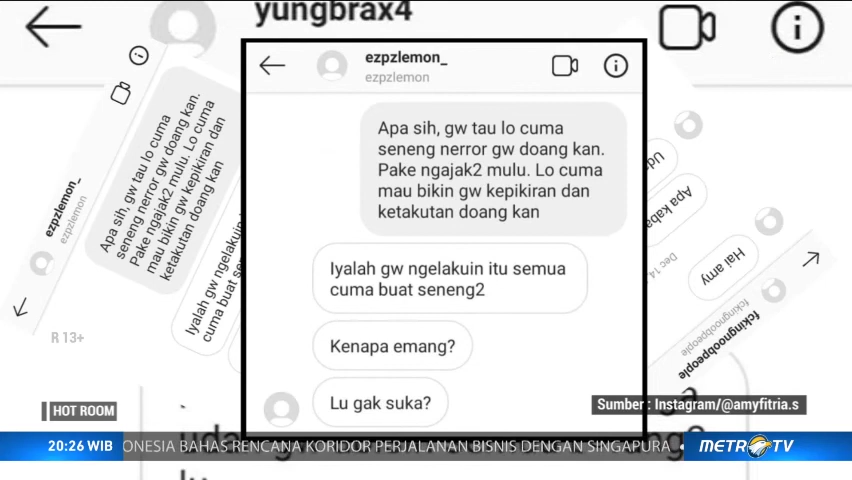 yungbrax4
ezpzlemon_
ezpzlemon
Apa sih, gw tau lo cuma
seneng nerror gw doang kan.
Pake ngajak2 mulu. Lo cuma
mau bikin gw kepikiran dan
ketakutan doang kan
Iyalah gw ngelakuin itu semua
cuma buat seneng2
Kenapa emang?
Lu gak suka?
ezpzlemon_
ezpzlemon
Apa sih, gw tau lo cuma
seneng nerror gw doang kan.
Pake ngajak2 mulu. Lo cuma
mau bikin gw kepikiran dan
ketakutan doang kan
Iyalah gw ngelakuin
cuma buat
Apa
Dec 14,
Hai amy
fckingnoobpeople
fckingnoobpeople
R 13+
HOT ROOM
Sumber : Instagram/@amyfitria.s
20:26 WIB
ONESIA BAHAS RENCANA KORIDOR PERJALANAN BISNIS DENGAN SINGAPURA
METRO TV